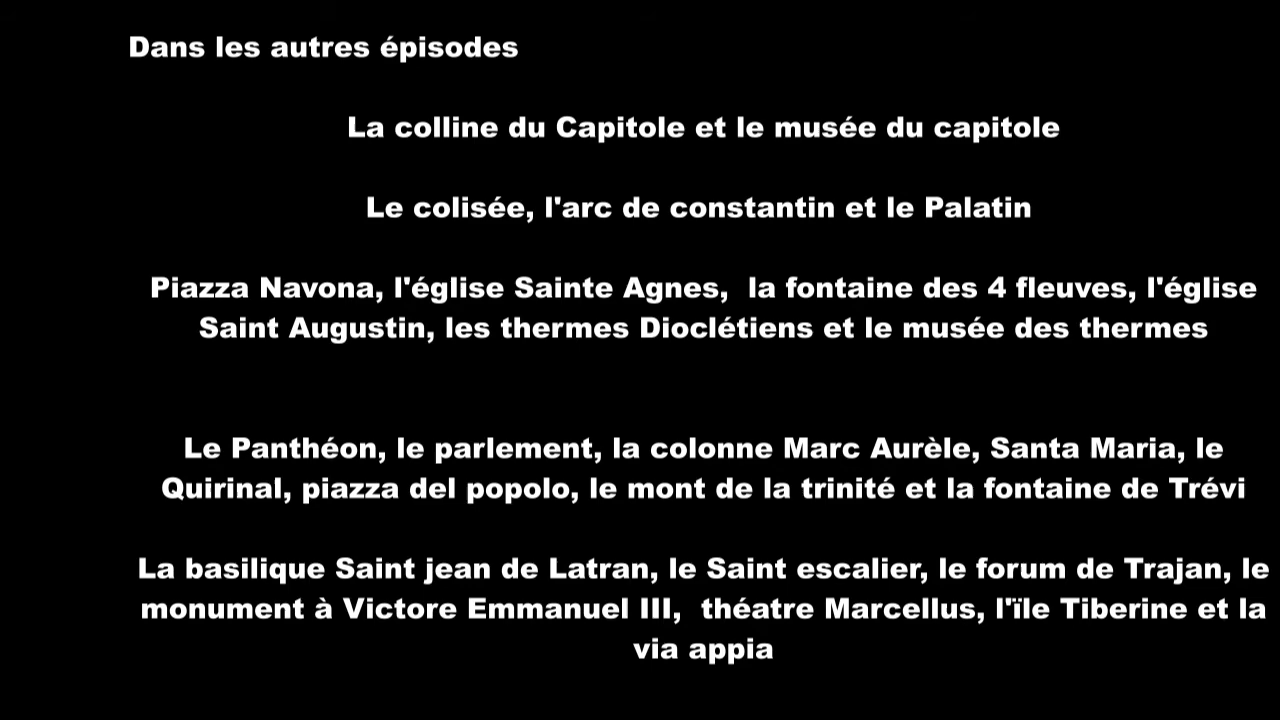 Dans les autres épisodes
La colline du Capitole et le musée du capitole
Le colisée, l'arc de constantin et le Palatin
Piazza Navona, l'église Sainte Agnes,  la fontaine des 4 fleuves, l'église
Saint Augustin, les thermes Dioclétiens et le musée des thermes
Le Panthéon, le parlement, la colonne Marc Aurèle, Santa Maria, le
Quirinal, piazza del popolo, le mont de la trinité et la fontaine de Trévi
La basilique Saint jean de Latran, le Saint escalier, le forum de Trajan, le
monument à Victore Emmanuel III,  théatre Marcellus, l'ïle Tiberine et la
via appia